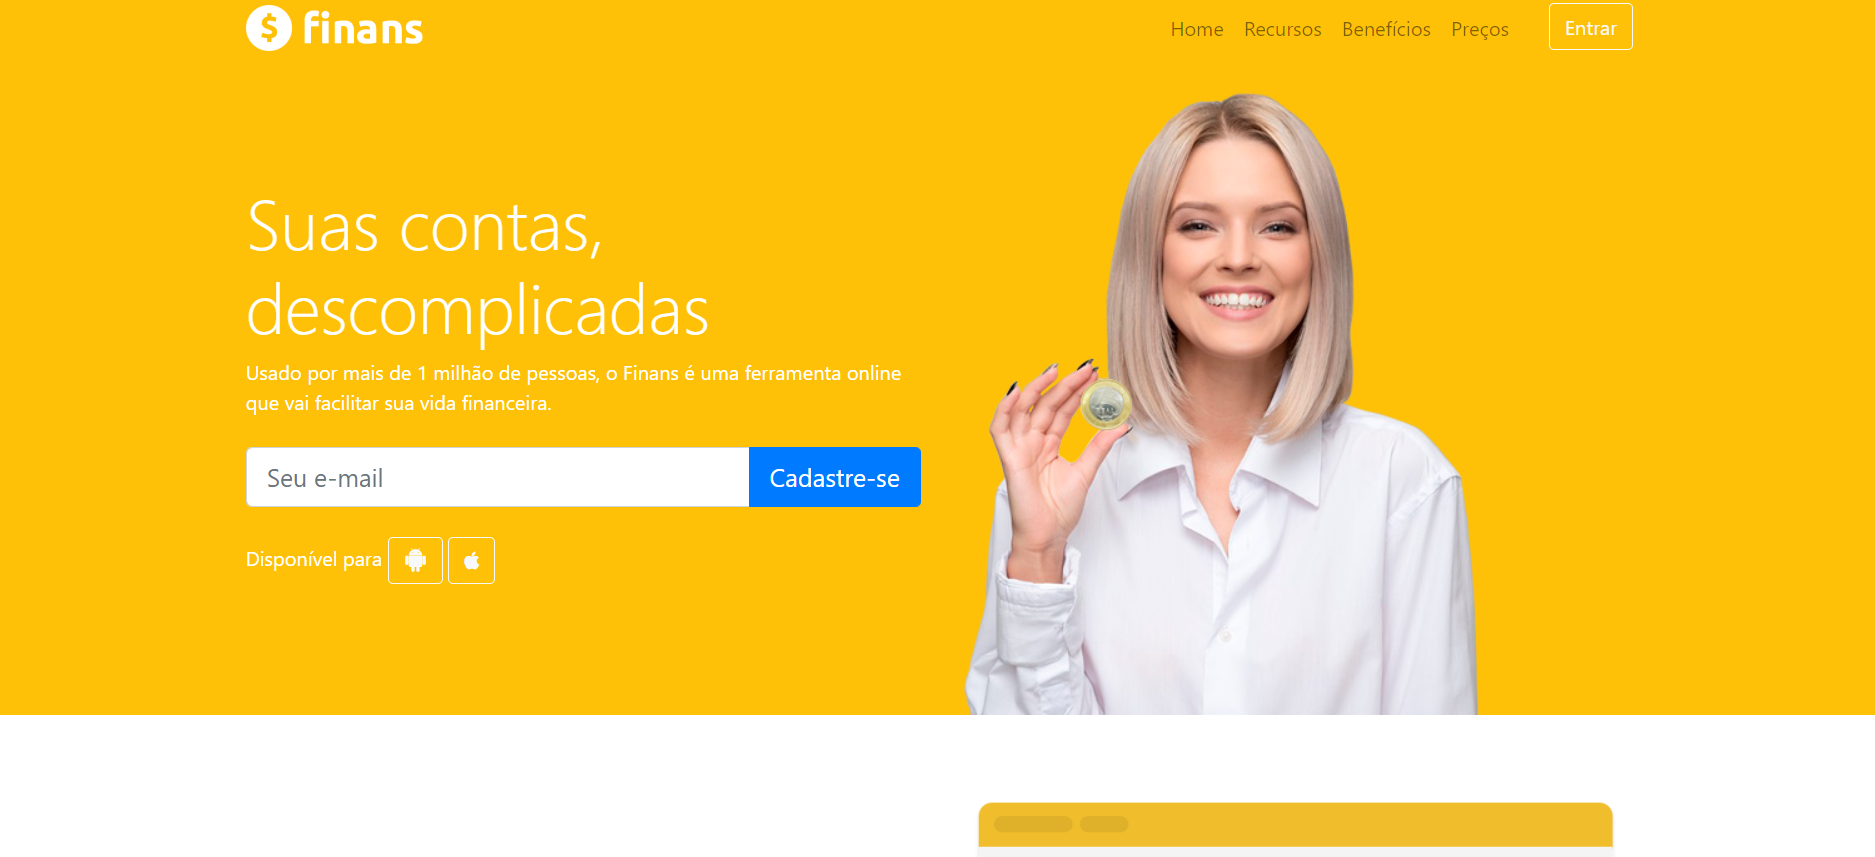 finans
Home Recursos Benefícios Preços Entrar
Suas contas,
descomplicadas
Usado por mais de 1 milhão de pessoas, o Finans é uma ferramenta online
que vai facilitar sua vida financeira.
Seu e-mail Cadastre-se
Disponível para